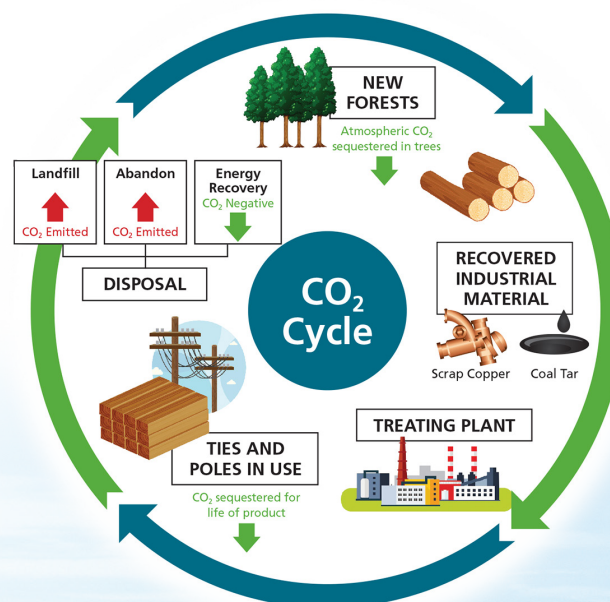 NEW
FORESTS
Atmospheric CO₂
sequestered in trees
RECOVERED
INDUSTRIAL
MATERIAL
Scrap Copper
Coal Tar
TREATING PLANT
TIES AND
POLES IN USE
CO₂ sequestered for
life of product
DISPOSAL
Landfill
CO₂ Emitted
Abandon
CO₂ Emitted
Energy
Recovery
CO₂ Negative
CO₂
Cycle